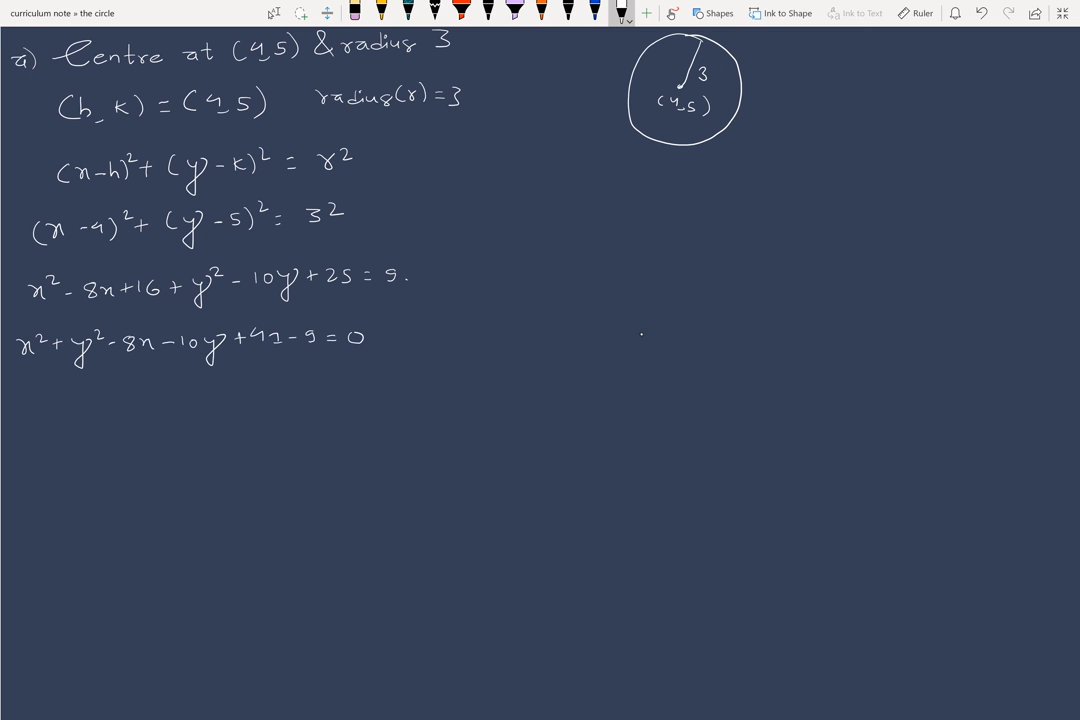 curriculum note » the circle
Shapes Ink to Shape Ink to Text Ruler
a) Centre at (4,5) & radius 3
(h, k) = (4,5) radius(r) = 3
(x-h)² + (y-k)² = r²
(x-4)² + (y-5)² = 3²
x² - 8x + 16 + y² - 10y + 25 = 9.
x² + y² - 8x - 10y + 41 - 9 = 0
3
(4,5)